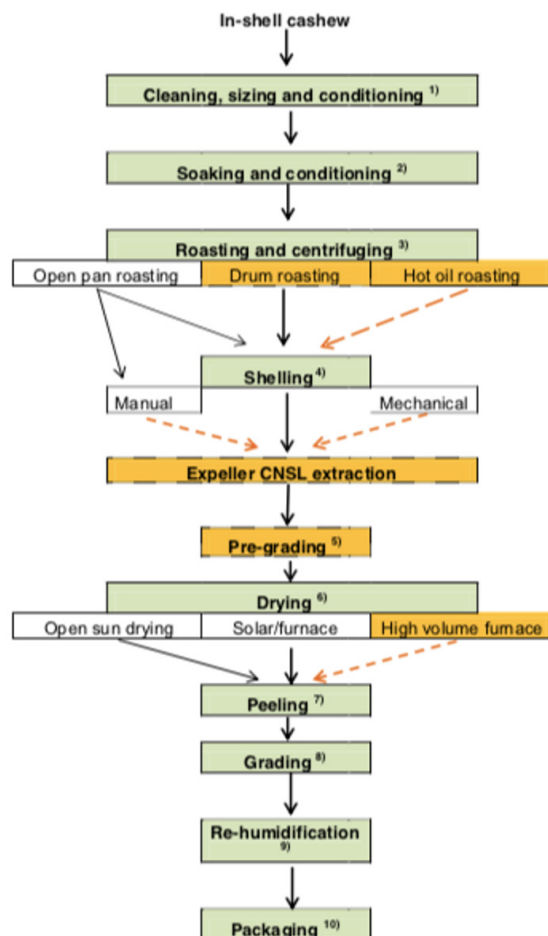 In-shell cashew
Cleaning, sizing and conditioning 1)
Soaking and conditioning 2)
Roasting and centrifuging 3)
Open pan roasting
Drum roasting
Hot oil roasting
Shelling 4)
Manual
Mechanical
Expeller CNSL extraction
Pre-grading 5)
Drying 6)
Open sun drying
Solar/furnace
High volume furnace
Peeling 7)
Grading 8)
Re-humidification
9)
Packaging 10)